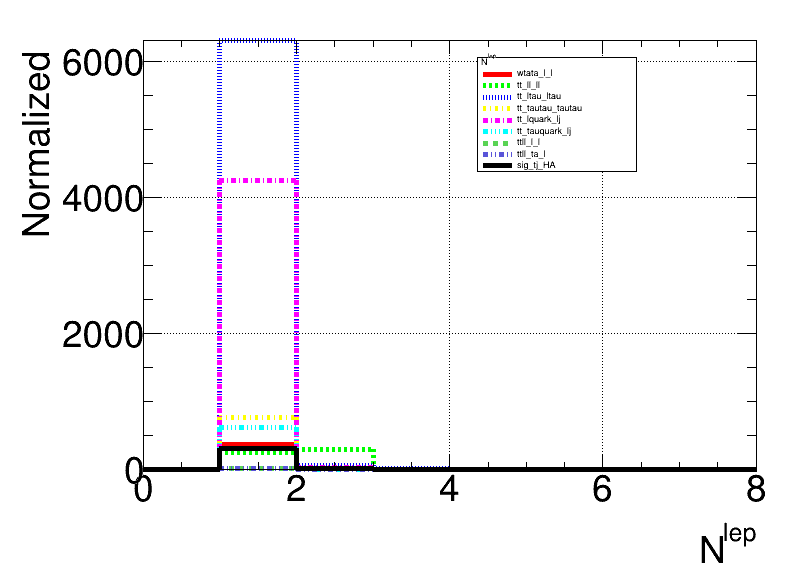 Normalized
6000
4000
2000
0
0
2
4
6
8
N^lep
N^lep
wtata_l_l
tt_ll_ll
tt_ltau_ltau
tt_tautau_tautau
tt_lquark_lj
tt_tauquark_lj
ttll_l_l
ttll_ta_l
sig_tj_HA